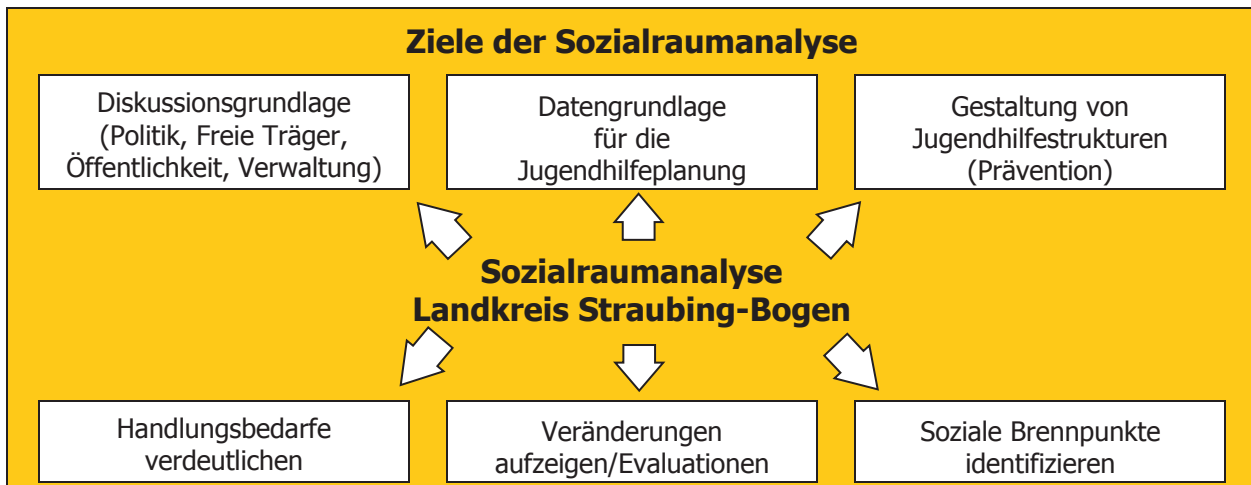 Ziele der Sozialraumanalyse
Diskussionsgrundlage
(Politik, Freie Träger,
Öffentlichkeit, Verwaltung)
Datengrundlage
für die
Jugendhilfeplanung
Gestaltung von
Jugendhilfestrukturen
(Prävention)
Sozialraumanalyse
Landkreis Straubing-Bogen
Handlungsbedarfe
verdeutlichen
Veränderungen
aufzeigen/Evaluationen
Soziale Brennpunkte
identifizieren